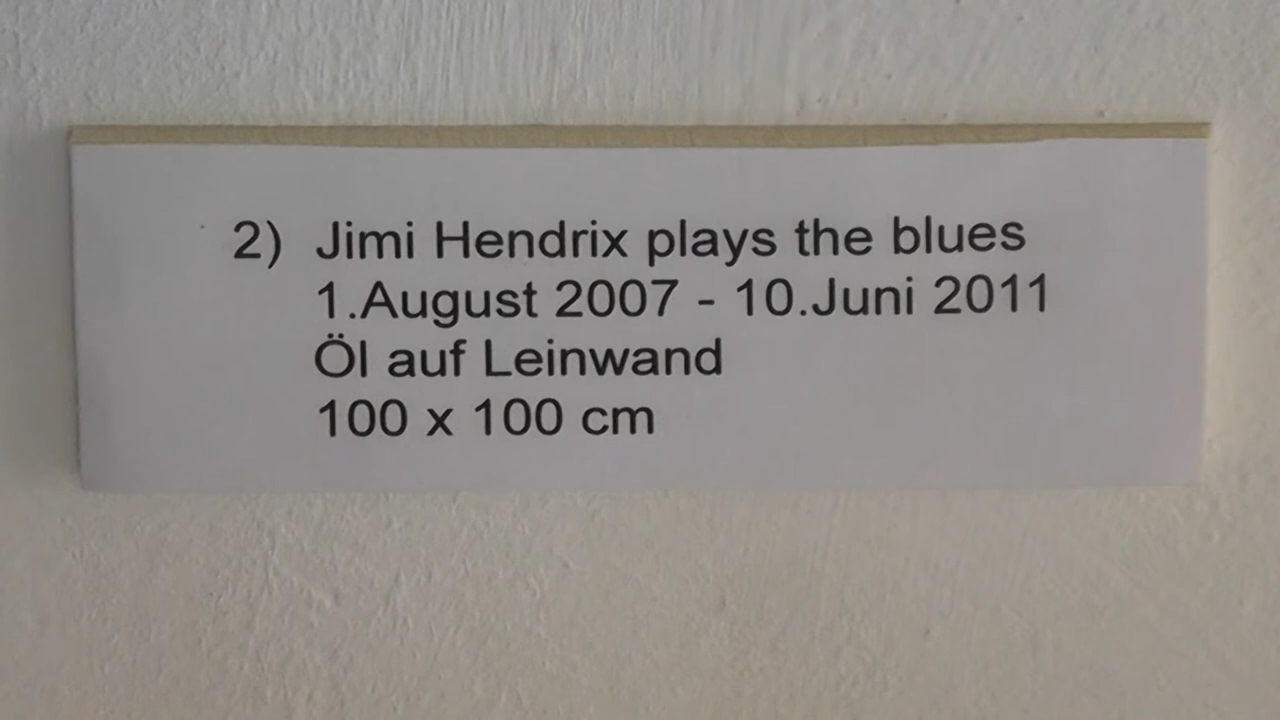 2) Jimi Hendrix plays the blues
1.August 2007 - 10.Juni 2011
Öl auf Leinwand
100 x 100 cm